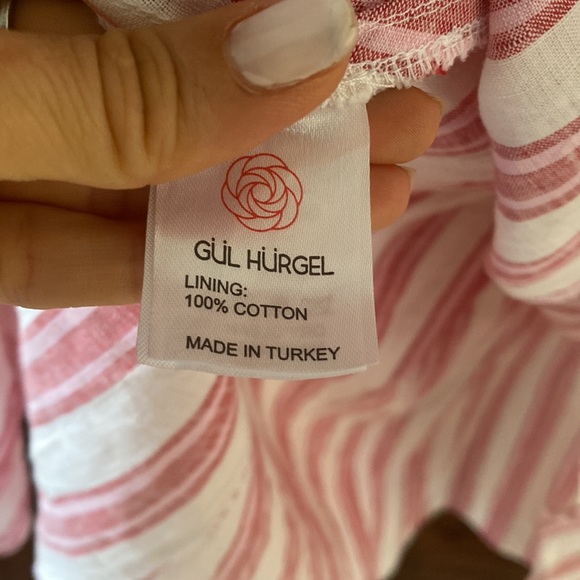 GÜL HÜRGEL
LINING:
100% COTTON
MADE IN TURKEY